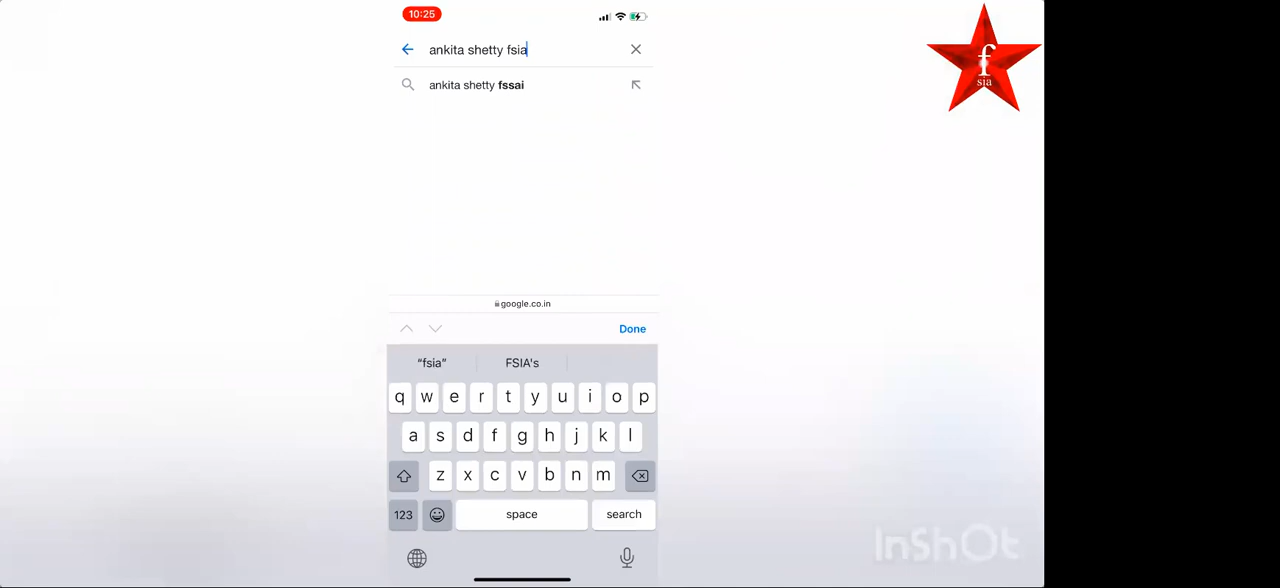 10:25
ankita shetty fsia
ankita shetty fssai
f
sia
google.co.in
Done
"fsia" FSIA's
q w e r t y u i o p
a s d f g h j k l
z x c v b n m
123 space search
InShOt